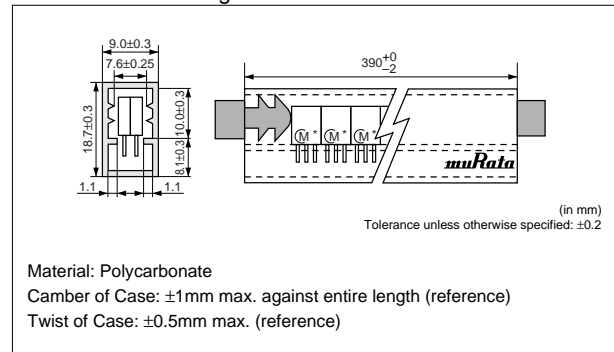 9.0±0.3
7.6±0.25
18.7±0.3
10.0±0.3
8.1±0.3
1.1
1.1
390 +0 −2
M * M * M *
muRata
(in mm)
Tolerance unless otherwise specified: ±0.2
Material: Polycarbonate
Camber of Case: ±1mm max. against entire length (reference)
Twist of Case: ±0.5mm max. (reference)